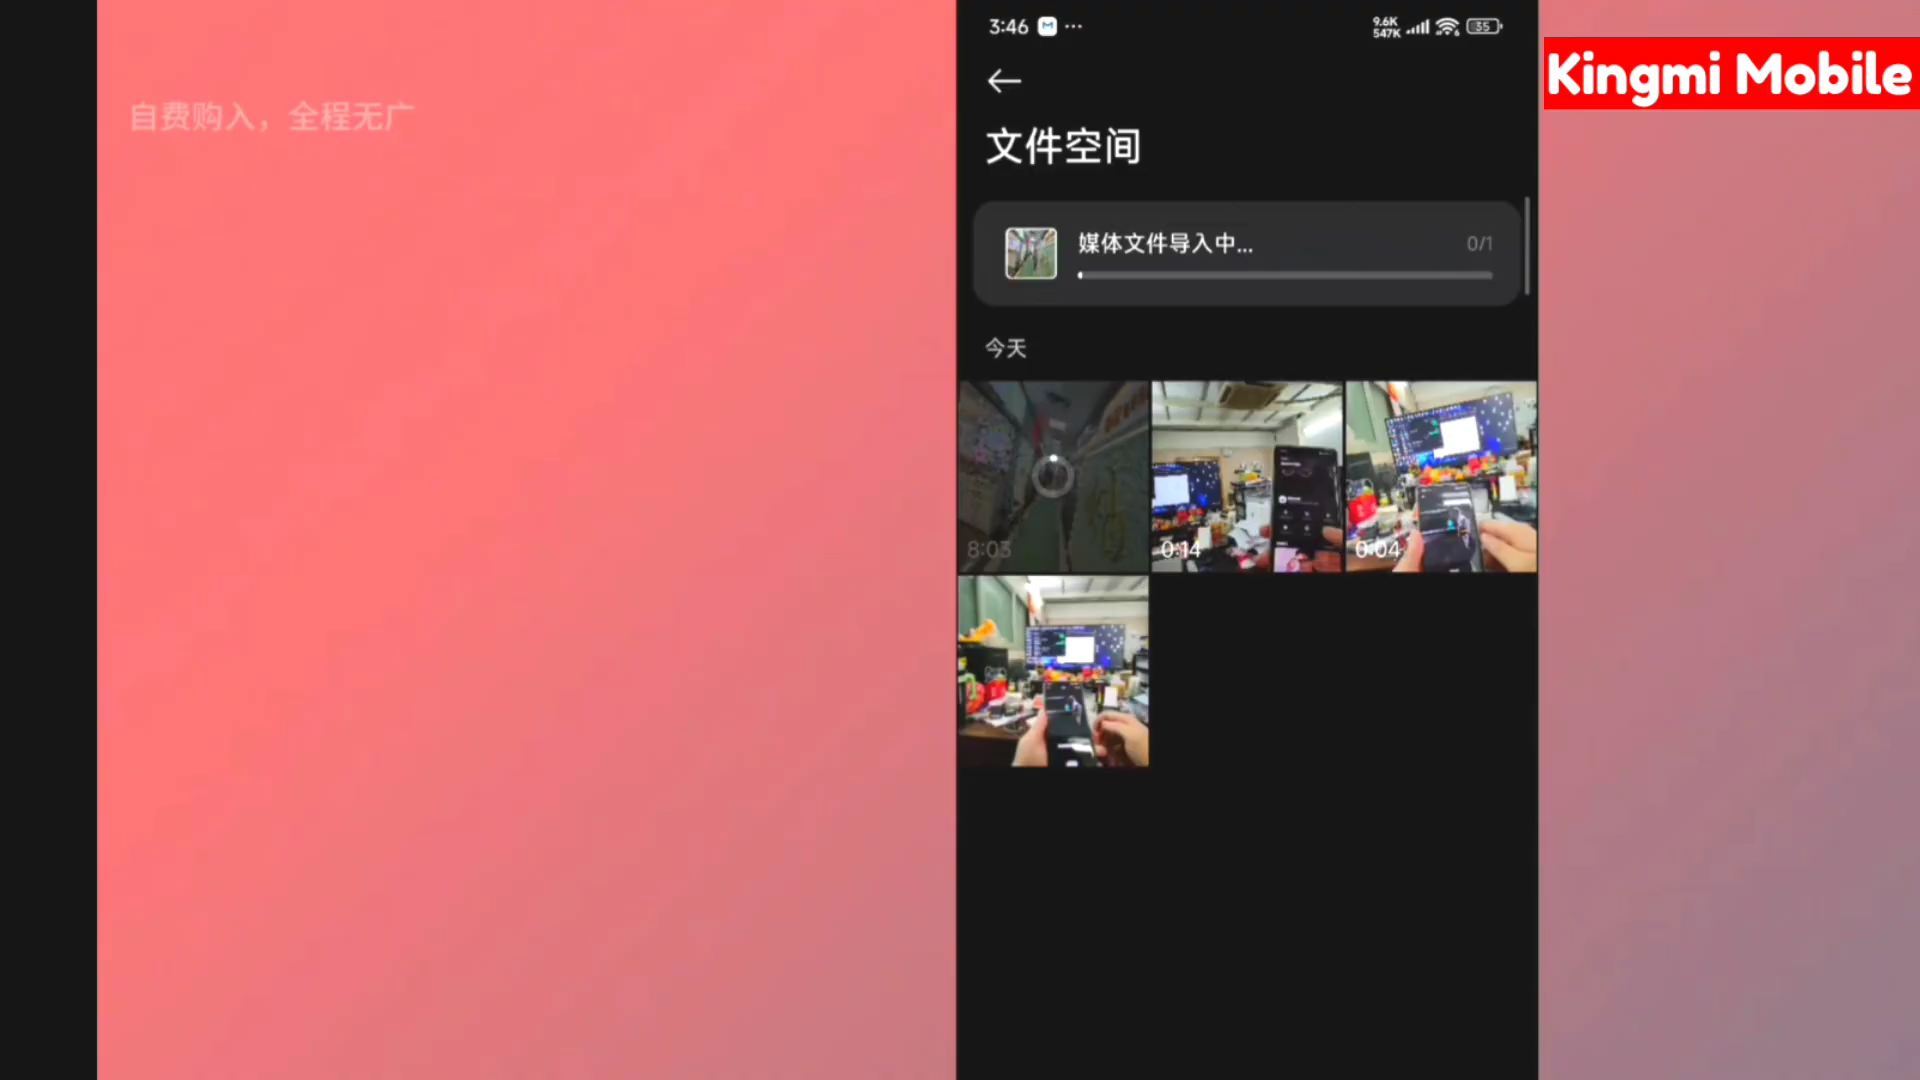 自费购入，全程无广
3:46
9.6K
547K
35
Kingmi Mobile
文件空间
媒体文件导入中...
0/1
今天
8:03
0:14
0:04